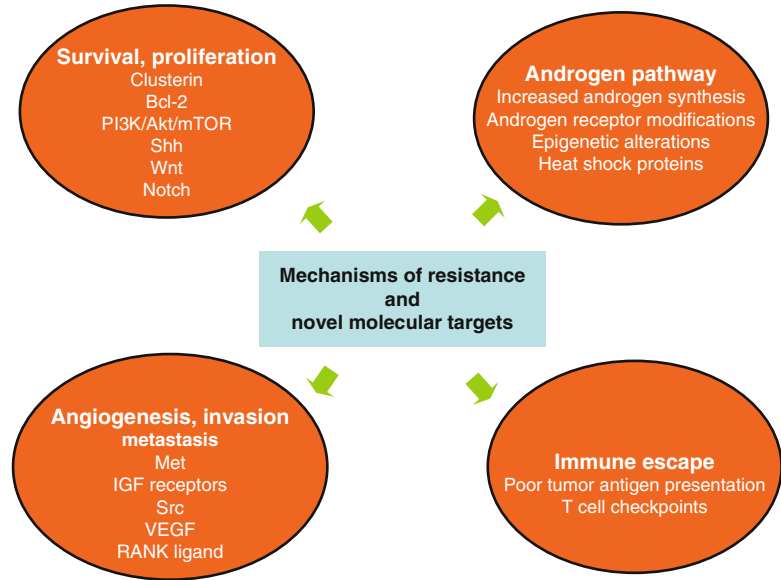 Survival, proliferation
Clusterin
Bcl-2
PI3K/Akt/mTOR
Shh
Wnt
Notch
Androgen pathway
Increased androgen synthesis
Androgen receptor modifications
Epigenetic alterations
Heat shock proteins
Mechanisms of resistance
and
novel molecular targets
Angiogenesis, invasion
metastasis
Met
IGF receptors
Src
VEGF
RANK ligand
Immune escape
Poor tumor antigen presentation
T cell checkpoints